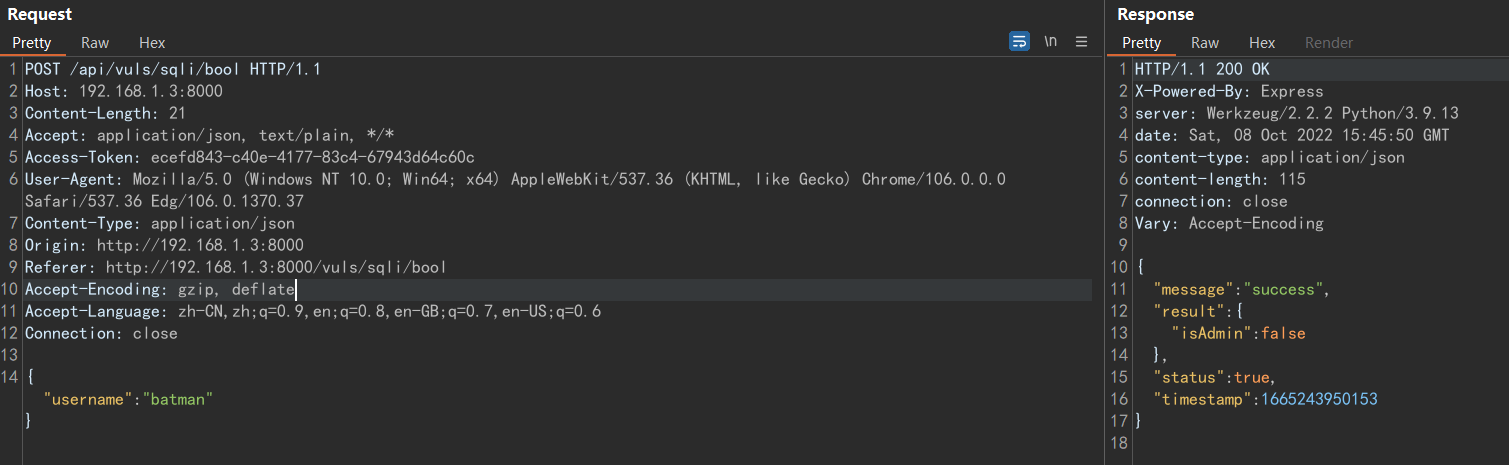 Request
Pretty Raw Hex \n
1 POST /api/vuls/sqli/bool HTTP/1.1
2 Host: 192.168.1.3:8000
3 Content-Length: 21
4 Accept: application/json, text/plain, */*
5 Access-Token: ecefd843-c40e-4177-83c4-67943d64c60c
6 User-Agent: Mozilla/5.0 (Windows NT 10.0; Win64; x64) AppleWebKit/537.36 (KHTML, like Gecko) Chrome/106.0.0.0
Safari/537.36 Edg/106.0.1370.37
7 Content-Type: application/json
8 Origin: http://192.168.1.3:8000
9 Referer: http://192.168.1.3:8000/vuls/sqli/bool
10 Accept-Encoding: gzip, deflate
11 Accept-Language: zh-CN,zh;q=0.9,en;q=0.8,en-GB;q=0.7,en-US;q=0.6
12 Connection: close
13
14 {
"username":"batman"
}
Response
Pretty Raw Hex Render
1 HTTP/1.1 200 OK
2 X-Powered-By: Express
3 server: Werkzeug/2.2.2 Python/3.9.13
4 date: Sat, 08 Oct 2022 15:45:50 GMT
5 content-type: application/json
6 content-length: 115
7 connection: close
8 Vary: Accept-Encoding
9
10 {
11 "message":"success",
12 "result":{
13 "isAdmin":false
14 },
15 "status":true,
16 "timestamp":1665243950153
17 }
18